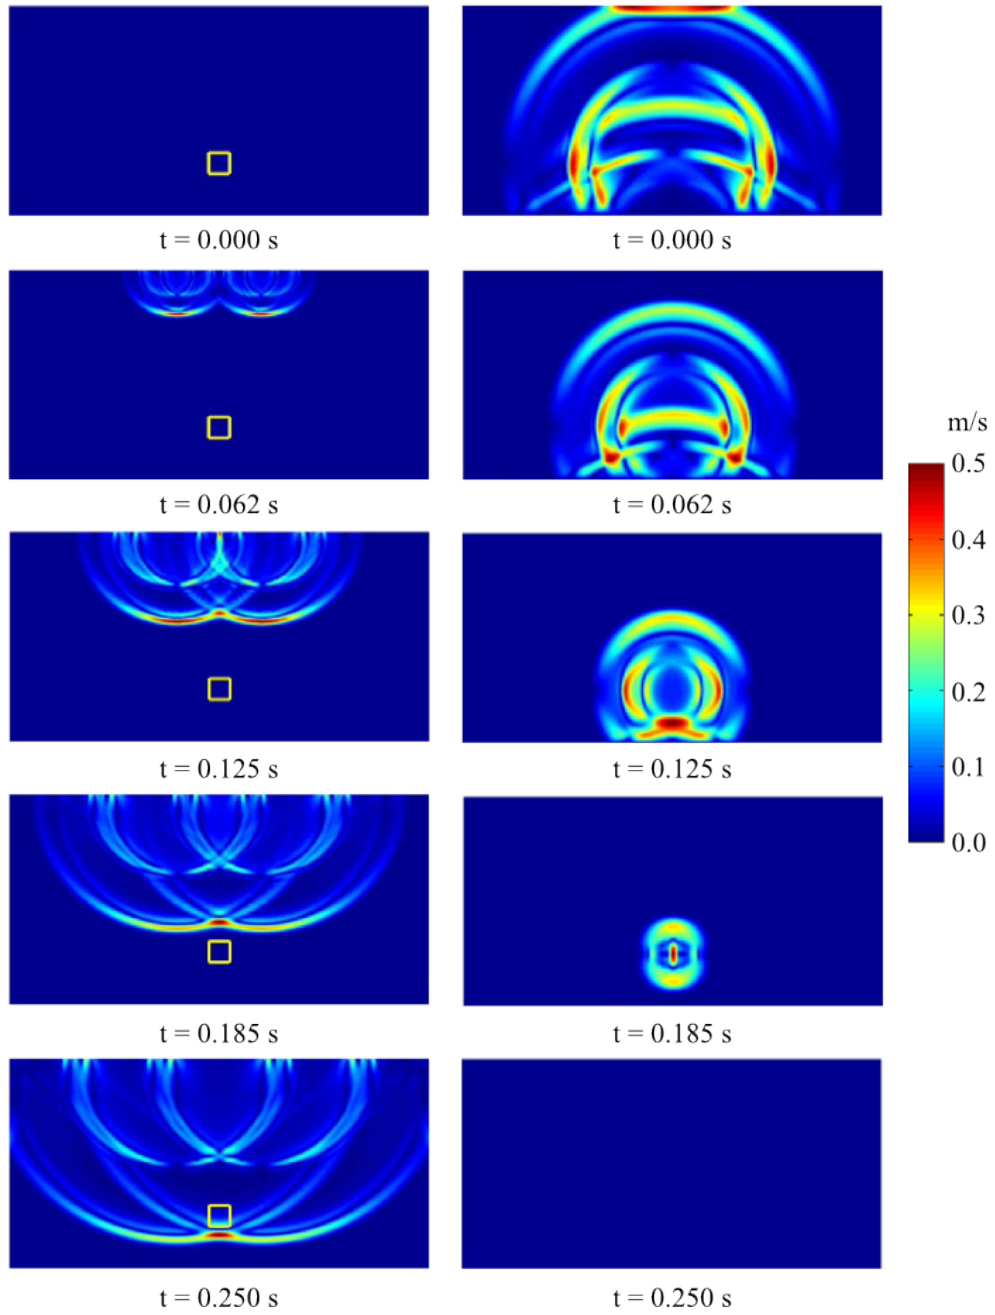 t = 0.000 s
t = 0.000 s
t = 0.062 s
t = 0.062 s
m/s
0.5
0.4
0.3
0.2
0.1
0.0
t = 0.125 s
t = 0.125 s
t = 0.185 s
t = 0.185 s
t = 0.250 s
t = 0.250 s